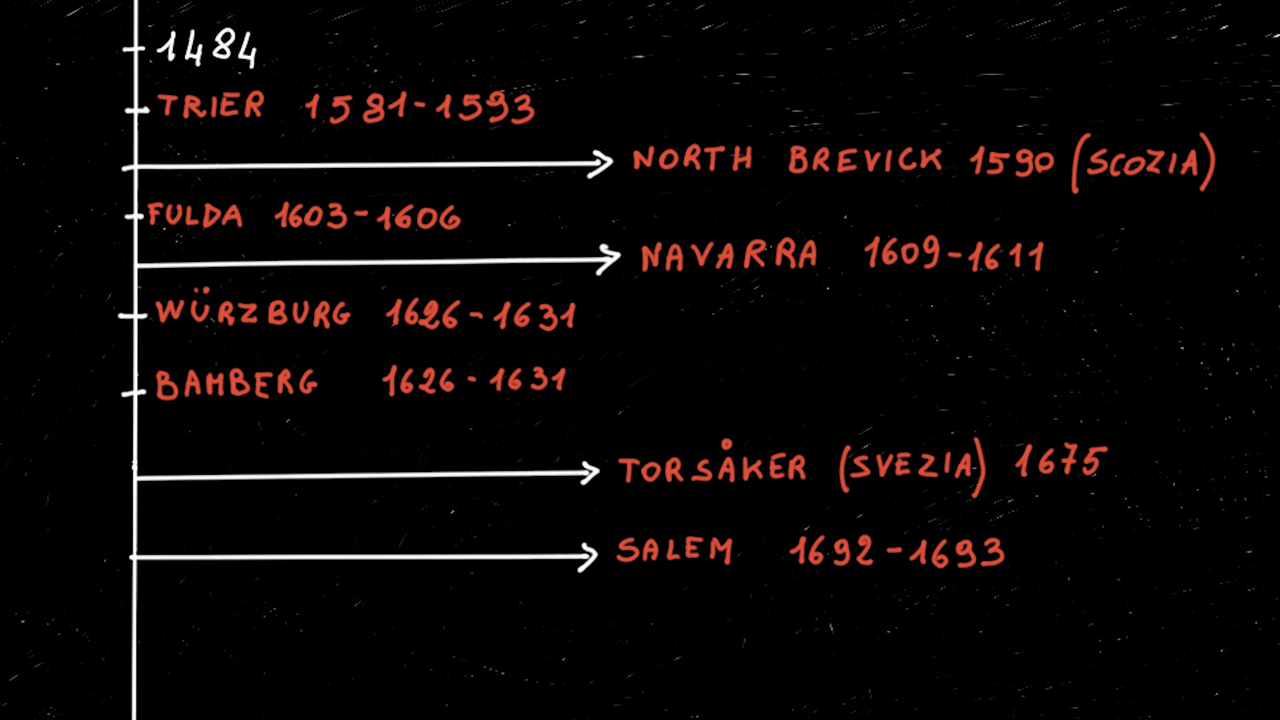 1484
TRIER 1581-1593
NORTH BREVICK 1590 (SCOZIA)
FULDA 1603-1606
NAVARRA 1609-1611
WÜRZBURG 1626-1631
BAMBERG 1626-1631
TORSÅKER (SVEZIA) 1675
SALEM 1692-1693